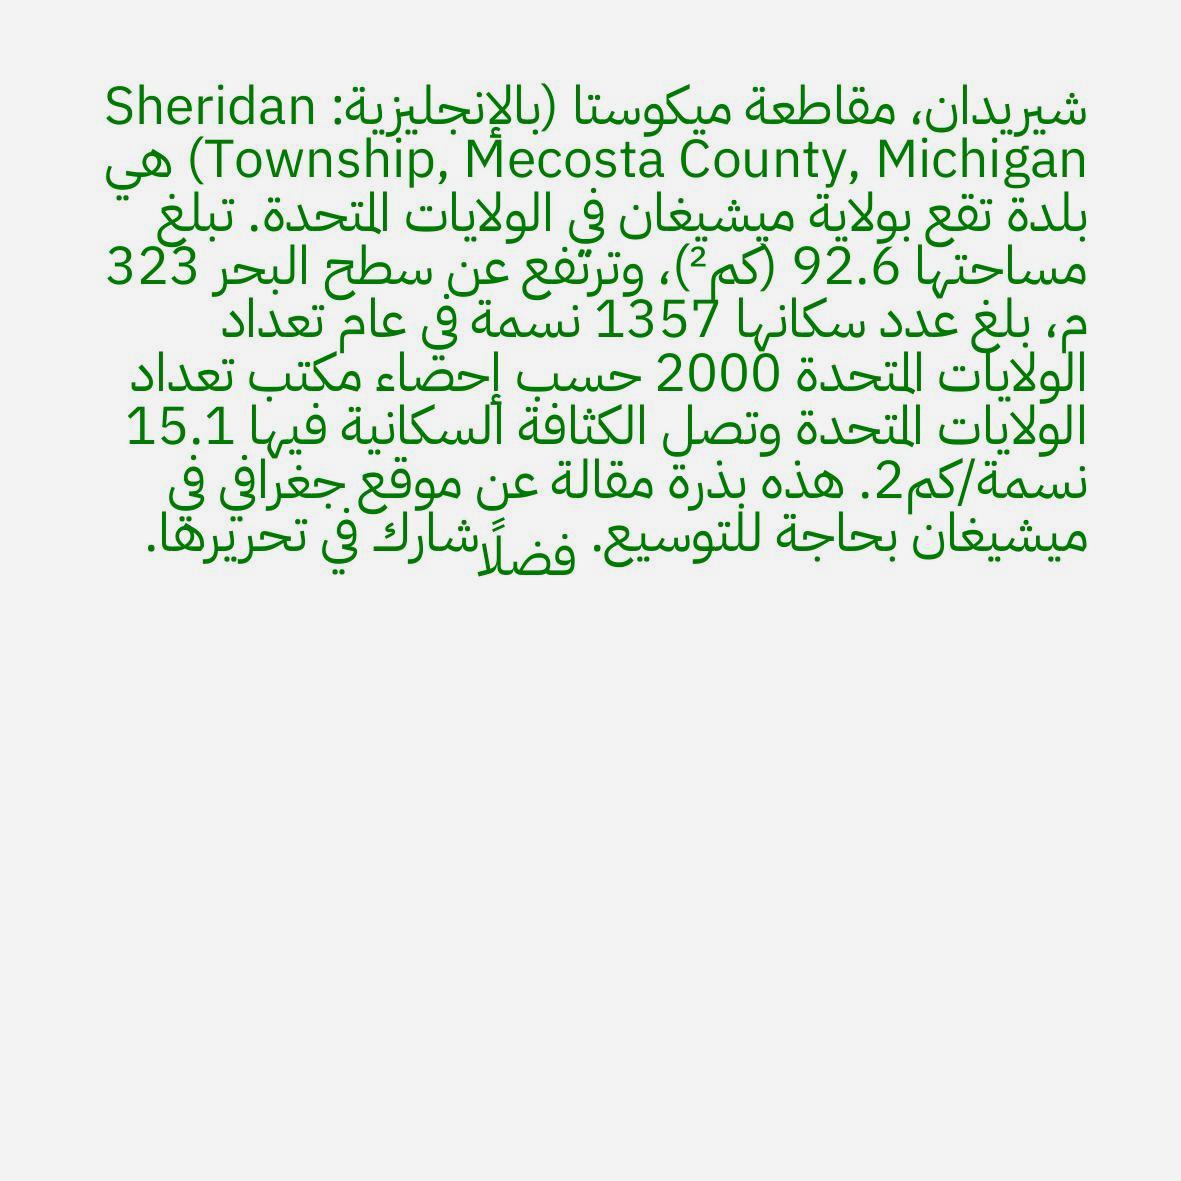 شيريدان، مقاطعة ميكوستا (بالإنجليزية: Sheridan
Township, Mecosta County, Michigan) هي
بلدة تقع بولاية ميشيغان في الولايات المتحدة. تبلغ
مساحتها 92.6 (كم²)، وترتفع عن سطح البحر 323
م، بلغ عدد سكانها 1357 نسمة في عام تعداد
الولايات المتحدة 2000 حسب إحصاء مكتب تعداد
الولايات المتحدة وتصل الكثافة السكانية فيها 15.1
نسمة/كم2. هذه بذرة مقالة عن موقع جغرافي في
ميشيغان بحاجة للتوسيع. فضلًا شارك في تحريرها.